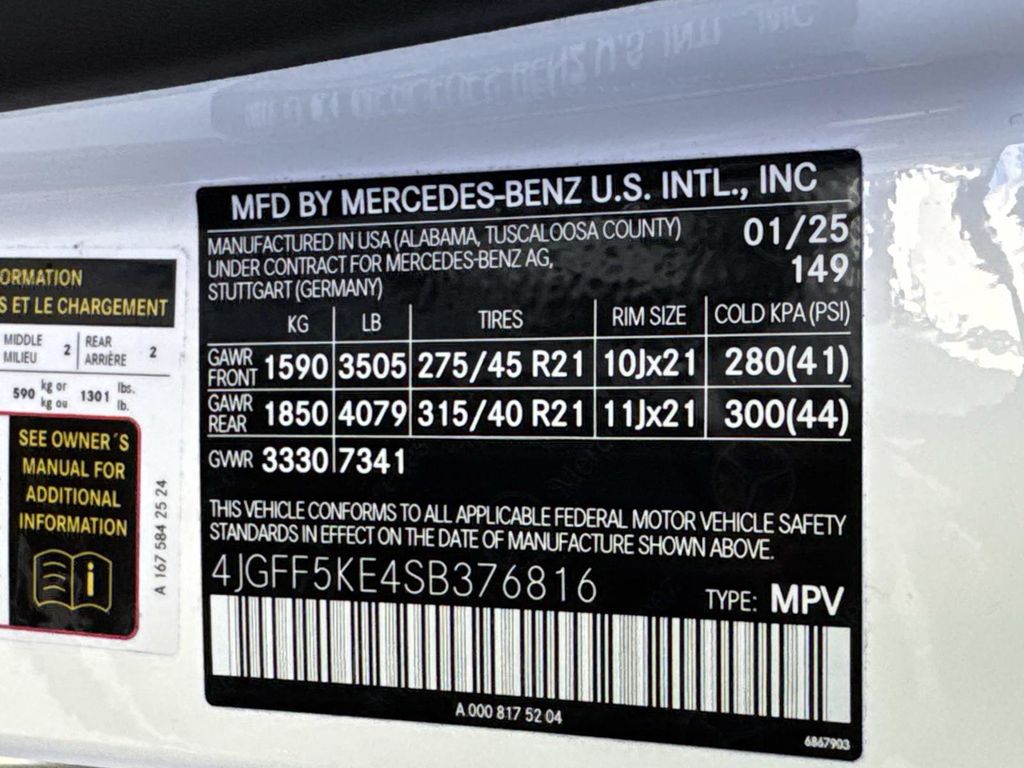 MFD BY MERCEDES-BENZ U.S. INTL., INC
MANUFACTURED IN USA (ALABAMA, TUSCALOOSA COUNTY) 01/25
UNDER CONTRACT FOR MERCEDES-BENZ AG, 149
STUTTGART (GERMANY)
KG LB TIRES RIM SIZE COLD KPA (PSI)
GAWR FRONT 1590 3505 275/45 R21 10Jx21 280(41)
GAWR REAR 1850 4079 315/40 R21 11Jx21 300(44)
GVWR 3330 7341
THIS VEHICLE CONFORMS TO ALL APPLICABLE FEDERAL MOTOR VEHICLE SAFETY
STANDARDS IN EFFECT ON THE DATE OF MANUFACTURE SHOWN ABOVE.
4JGFF5KE4SB376816
TYPE: MPV
A 000 817 52 04
6867903
ORMATION
S ET LE CHARGEMENT
MIDDLE 2 REAR 2
MILIEU ARRIÈRE
590 kg or 1301 lbs.
kg ou lb.
SEE OWNER´S
MANUAL FOR
ADDITIONAL
INFORMATION
i
A 167 584 25 24